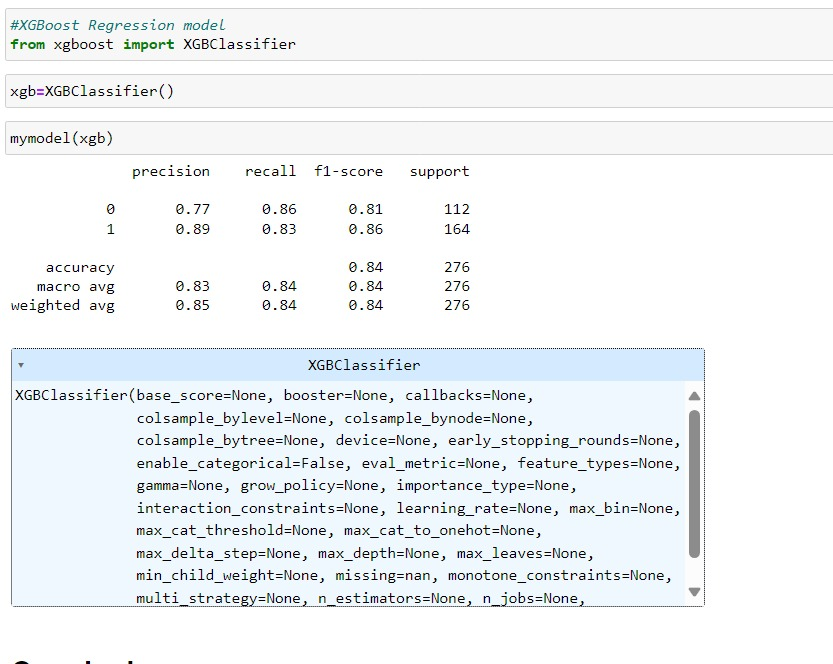 #XGBoost Regression model
from xgboost import XGBClassifier
xgb=XGBClassifier()
mymodel(xgb)
precision recall f1-score support
0 0.77 0.86 0.81 112
1 0.89 0.83 0.86 164
accuracy 0.84 276
macro avg 0.83 0.84 0.84 276
weighted avg 0.85 0.84 0.84 276
XGBClassifier
XGBClassifier(base_score=None, booster=None, callbacks=None,
colsample_bylevel=None, colsample_bynode=None,
colsample_bytree=None, device=None, early_stopping_rounds=None,
enable_categorical=False, eval_metric=None, feature_types=None,
gamma=None, grow_policy=None, importance_type=None,
interaction_constraints=None, learning_rate=None, max_bin=None,
max_cat_threshold=None, max_cat_to_onehot=None,
max_delta_step=None, max_depth=None, max_leaves=None,
min_child_weight=None, missing=nan, monotone_constraints=None,
multi_strategy=None, n_estimators=None, n_jobs=None,